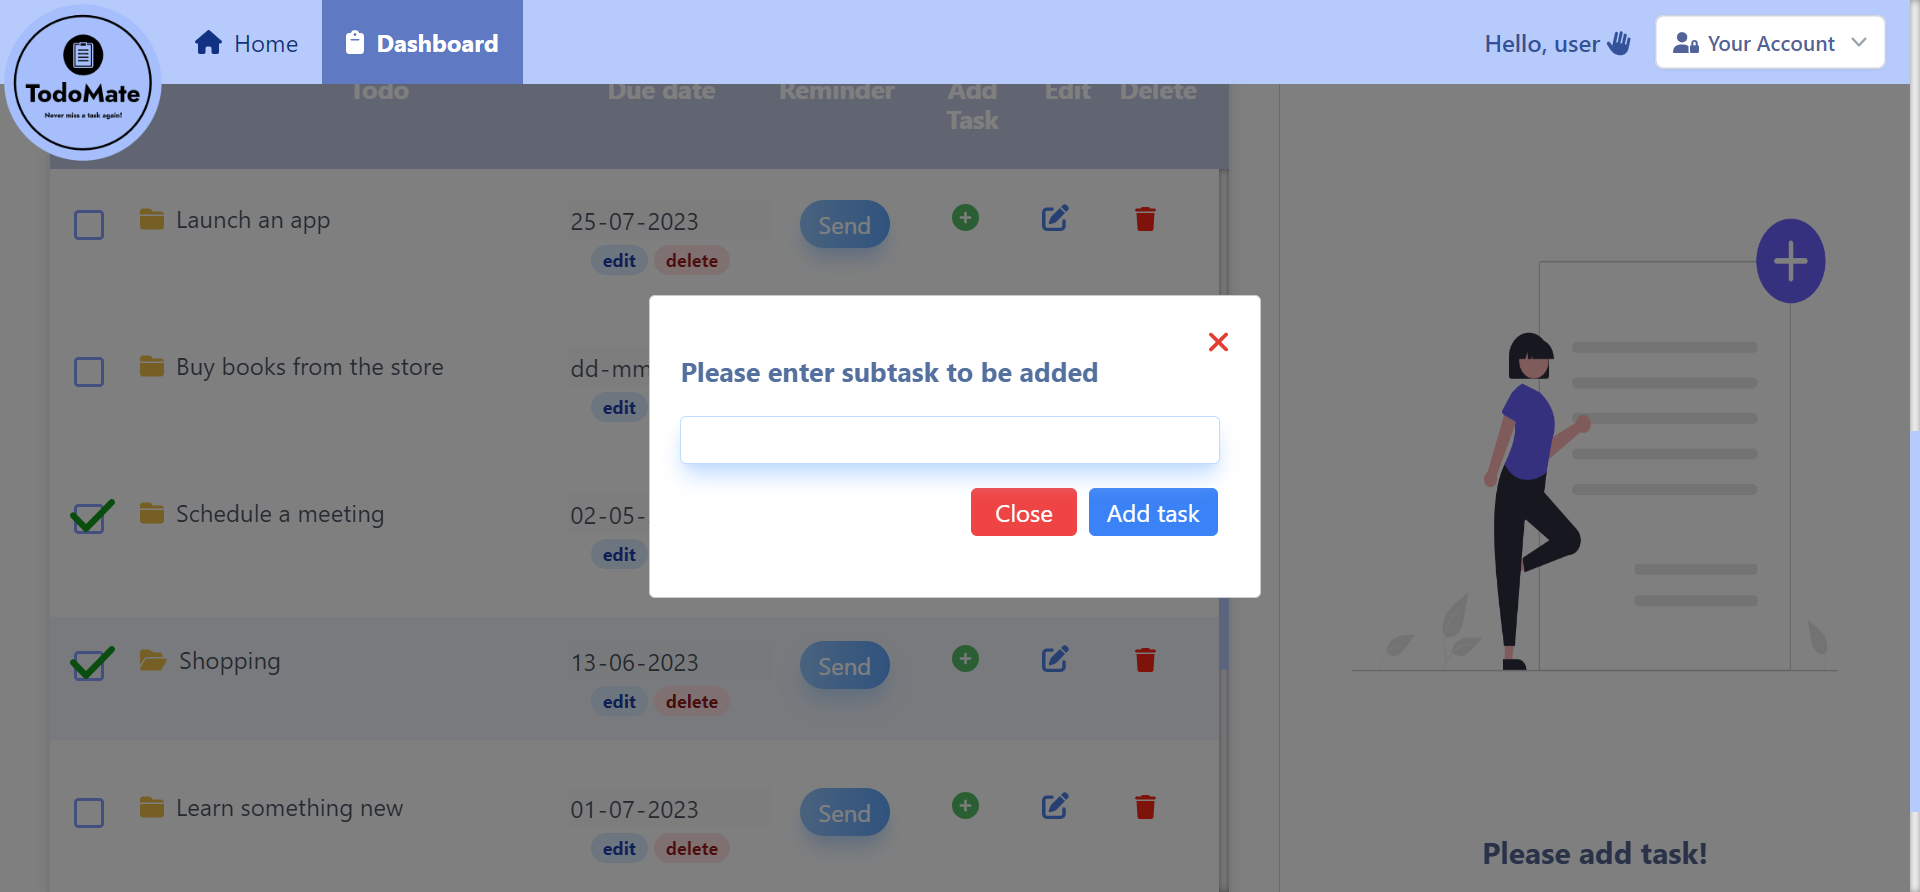 Home
Dashboard
Hello, user
Your Account
TodoMate
Never miss a task again!
Todo
Due date
Reminder
Add Task
Edit
Delete
Launch an app
25-07-2023
Send
edit
delete
Buy books from the store
dd-mm
edit
Please enter subtask to be added
Close
Add task
Schedule a meeting
02-05-
edit
Shopping
13-06-2023
Send
edit
delete
Learn something new
01-07-2023
Send
edit
delete
Please add task!